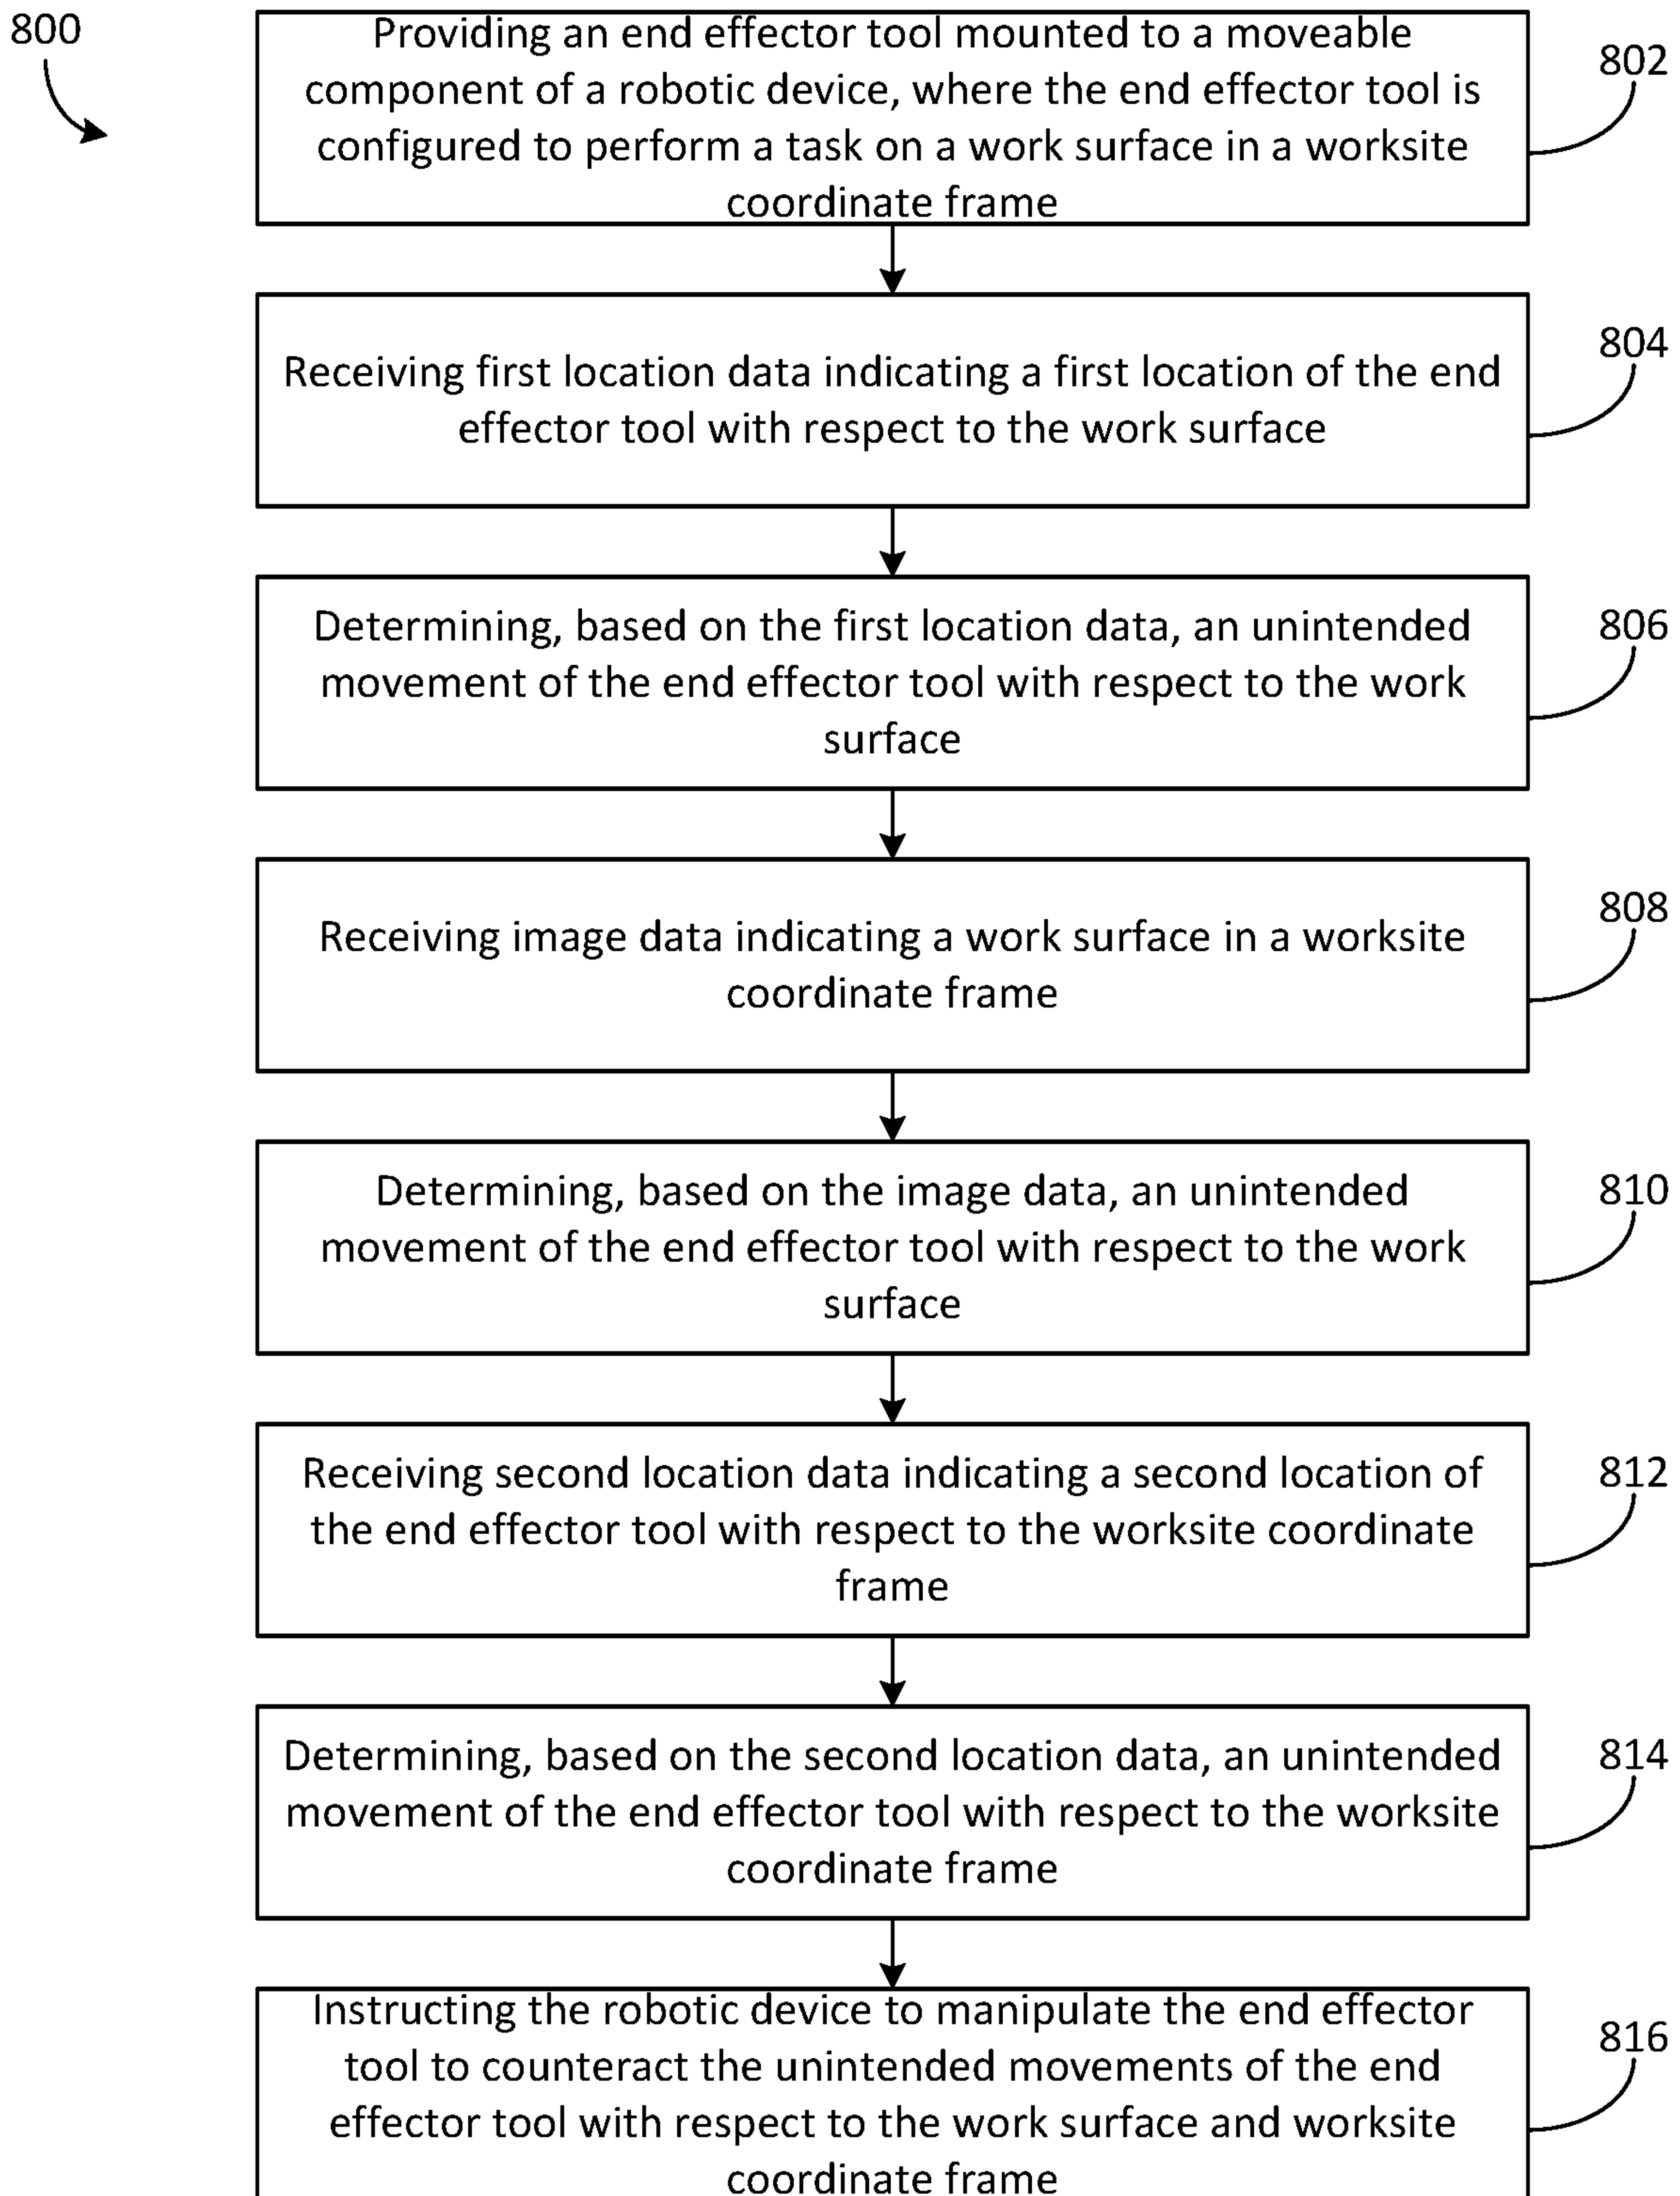 800
Providing an end effector tool mounted to a moveable
component of a robotic device, where the end effector tool is
configured to perform a task on a work surface in a worksite
coordinate frame
802
Receiving first location data indicating a first location of the end
effector tool with respect to the work surface
804
Determining, based on the first location data, an unintended
movement of the end effector tool with respect to the work
surface
806
Receiving image data indicating a work surface in a worksite
coordinate frame
808
Determining, based on the image data, an unintended
movement of the end effector tool with respect to the work
surface
810
Receiving second location data indicating a second location of
the end effector tool with respect to the worksite coordinate
frame
812
Determining, based on the second location data, an unintended
movement of the end effector tool with respect to the worksite
coordinate frame
814
Instructing the robotic device to manipulate the end effector
tool to counteract the unintended movements of the end
effector tool with respect to the work surface and worksite
coordinate frame
816